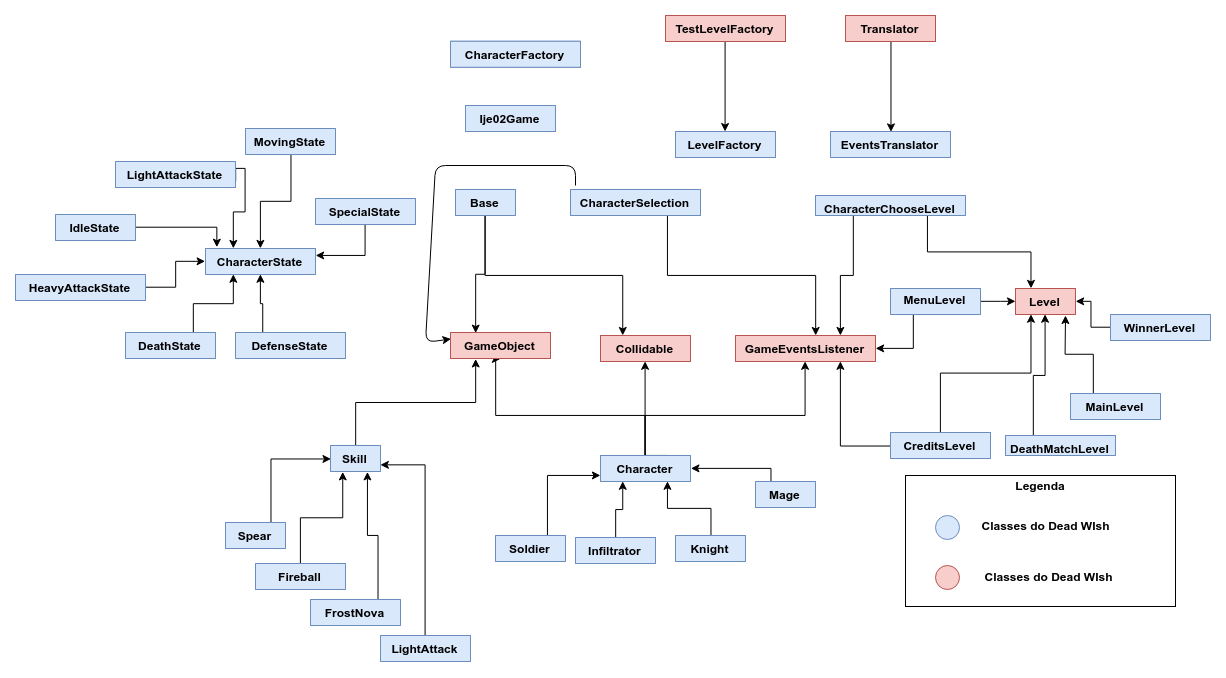 TestLevelFactory
Translator
CharacterFactory
Ije02Game
LevelFactory
EventsTranslator
MovingState
LightAttackState
SpecialState
IdleState
CharacterState
HeavyAttackState
DeathState
DefenseState
Base
CharacterSelection
CharacterChooseLevel
MenuLevel
Level
WinnerLevel
GameObject
Collidable
GameEventsListener
MainLevel
CreditsLevel
DeathMatchLevel
Skill
Character
Mage
Spear
Soldier
Infiltrator
Knight
Fireball
FrostNova
LightAttack
Legenda
Classes do Dead WIsh
Classes do Dead WIsh